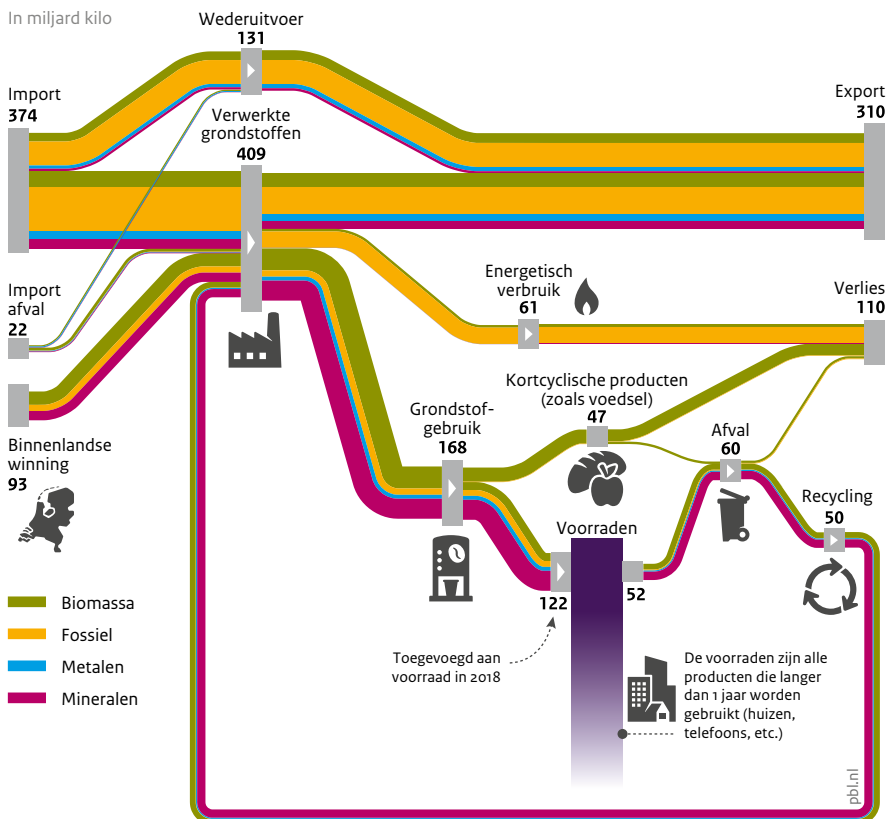 In miljard kilo
Wederuitvoer
131
Import
374
Export
310
Verwerkte
grondstoffen
409
Energetisch
verbruik
61
Import
afval
22
Verlies
110
Kortcyclische producten
(zoals voedsel)
47
Grondstof-
gebruik
168
Afval
60
Binnenlandse
winning
93
Recycling
50
Voorraden
122
52
Biomassa
Fossiel
Metalen
Mineralen
Toegevoegd aan
voorraad in 2018
De voorraden zijn alle
producten die langer
dan 1 jaar worden
gebruikt (huizen,
telefoons, etc.)
pbl.nl